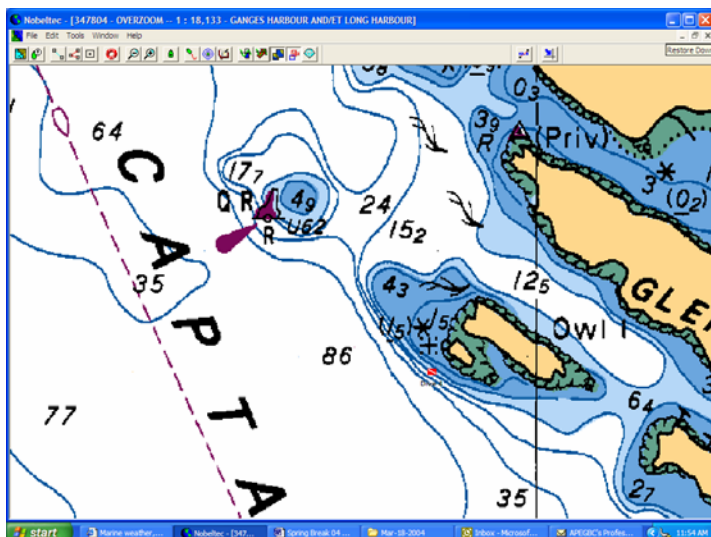 Nobeltec - [347804 - OVERZOOM -- 1 : 18,133 - GANGES HARBOUR AND/ET LONG HARBOUR]
File Edit Tools Window Help
Restore Down
64
C
A
P
T
A
17₇
Q R
R
U62
4₉
24
15₂
35
86
77
4₃
(1₅)
1₅
Owl I
12₅
GLEN
0₃
3₉
R
(Priv)
3
(0₂)
6₄
2₇
35
start
Marine weather,...
Nobeltec - [347...
Spring Break 04 ...
Mar-18-2004
Inbox - Microsof...
APEGBC's Profes...
11:54 AM